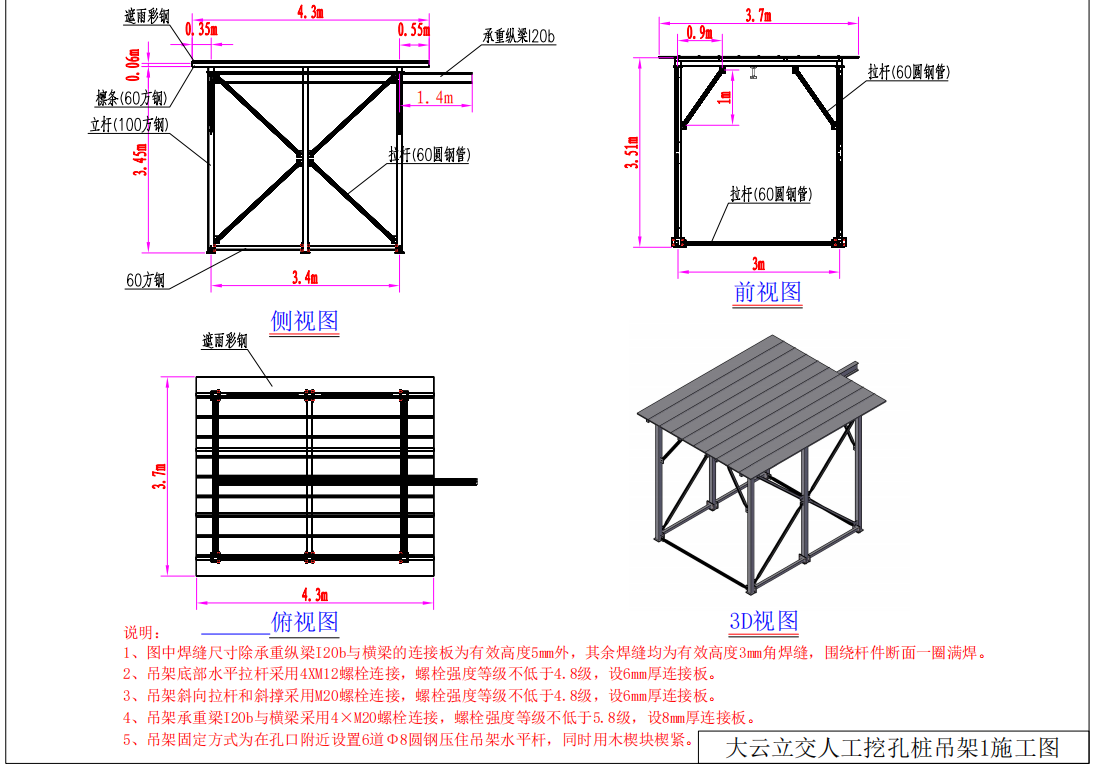 遮雨彩钢
4.3m
0.35m
0.55m
承重纵梁I20b
0.06m
檩条(60方钢)
1.4m
立杆(100方钢)
3.45m
拉杆(60圆钢管)
60方钢
3.4m
侧视图
3.7m
0.9m
拉杆(60圆钢管)
1m
3.51m
拉杆(60圆钢管)
3m
前视图
遮雨彩钢
3.7m
4.3m
俯视图
3D视图
说明:
1、图中焊缝尺寸除承重纵梁I20b与横梁的连接板为有效高度5mm外，其余焊缝均为有效高度3mm角焊缝，围绕杆件断面一圈满焊。
2、吊架底部水平拉杆采用4XM12螺栓连接，螺栓强度等级不低于4.8级，设6mm厚连接板。
3、吊架斜向拉杆和斜撑采用M20螺栓连接，螺栓强度等级不低于4.8级，设6mm厚连接板。
4、吊架承重梁I20b与横梁采用4×M20螺栓连接，螺栓强度等级不低于5.8级，设8mm厚连接板。
5、吊架固定方式为在孔口附近设置6道Φ8圆钢压住吊架水平杆，同时用木楔块楔紧。
大云立交人工挖孔桩吊架1施工图